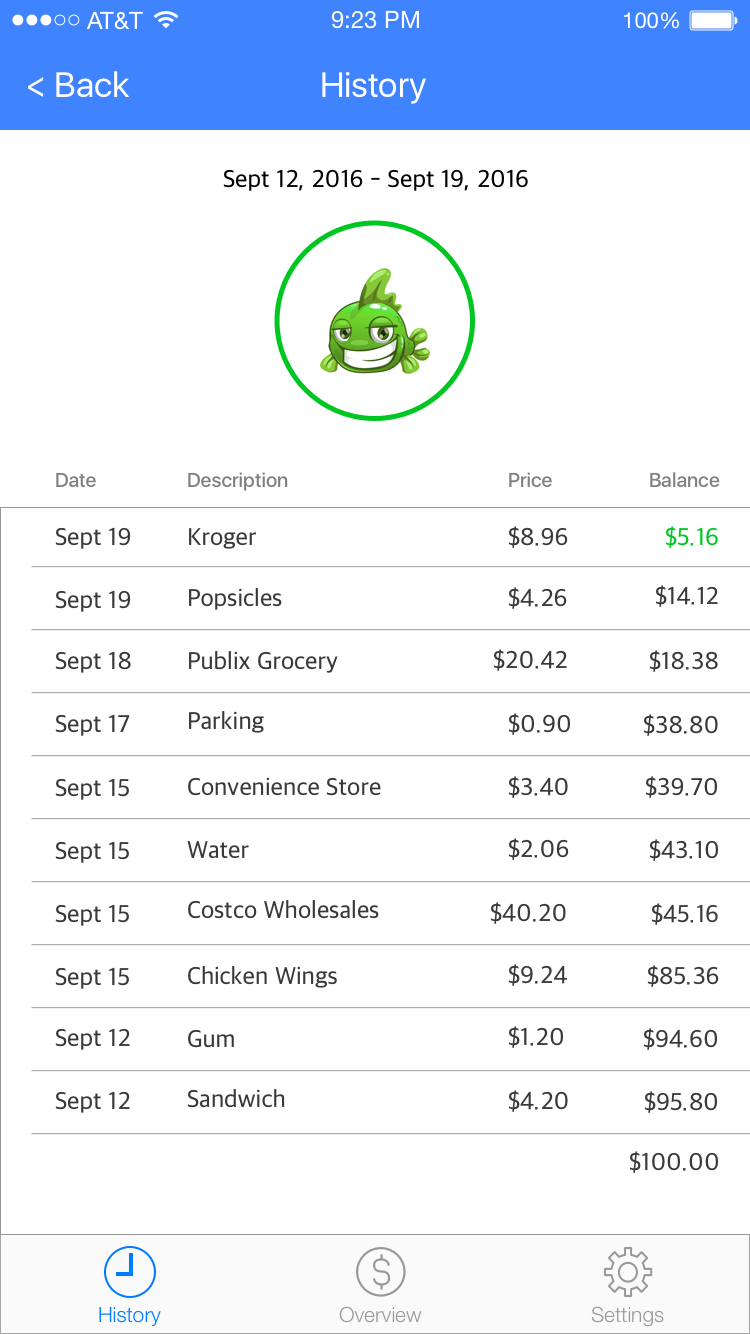 AT&T 9:23 PM 100%
< Back History
Sept 12, 2016 - Sept 19, 2016
Date Description Price Balance
Sept 19 Kroger $8.96 $5.16
Sept 19 Popsicles $4.26 $14.12
Sept 18 Publix Grocery $20.42 $18.38
Sept 17 Parking $0.90 $38.80
Sept 15 Convenience Store $3.40 $39.70
Sept 15 Water $2.06 $43.10
Sept 15 Costco Wholesales $40.20 $45.16
Sept 15 Chicken Wings $9.24 $85.36
Sept 12 Gum $1.20 $94.60
Sept 12 Sandwich $4.20 $95.80
$100.00
$
History Overview Settings